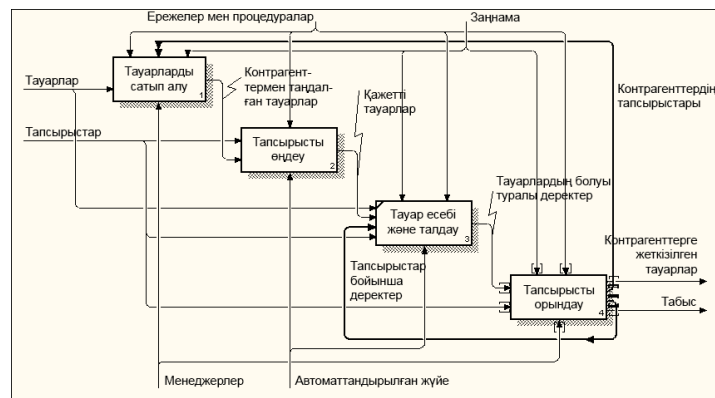 Ережелер мен процедуралар
Заңнама
Тауарлар
Тауарларды
сатып алу
1
Контрагент-
термен таңдал-
ған тауарлар
Контрагенттердің
тапсырыстары
Қажетті
тауарлар
Тапсырыстар
Тапсырысты
өңдеу
2
Тауарлардың болуы
туралы деректер
Тауар есебі
және талдау
3
Тапсырыстар
бойынша
деректер
Контрагенттерге
жеткізілген
тауарлар
Тапсырысты
орындау
4
Табыс
Менеджерлер
Автоматтандырылған жүйе